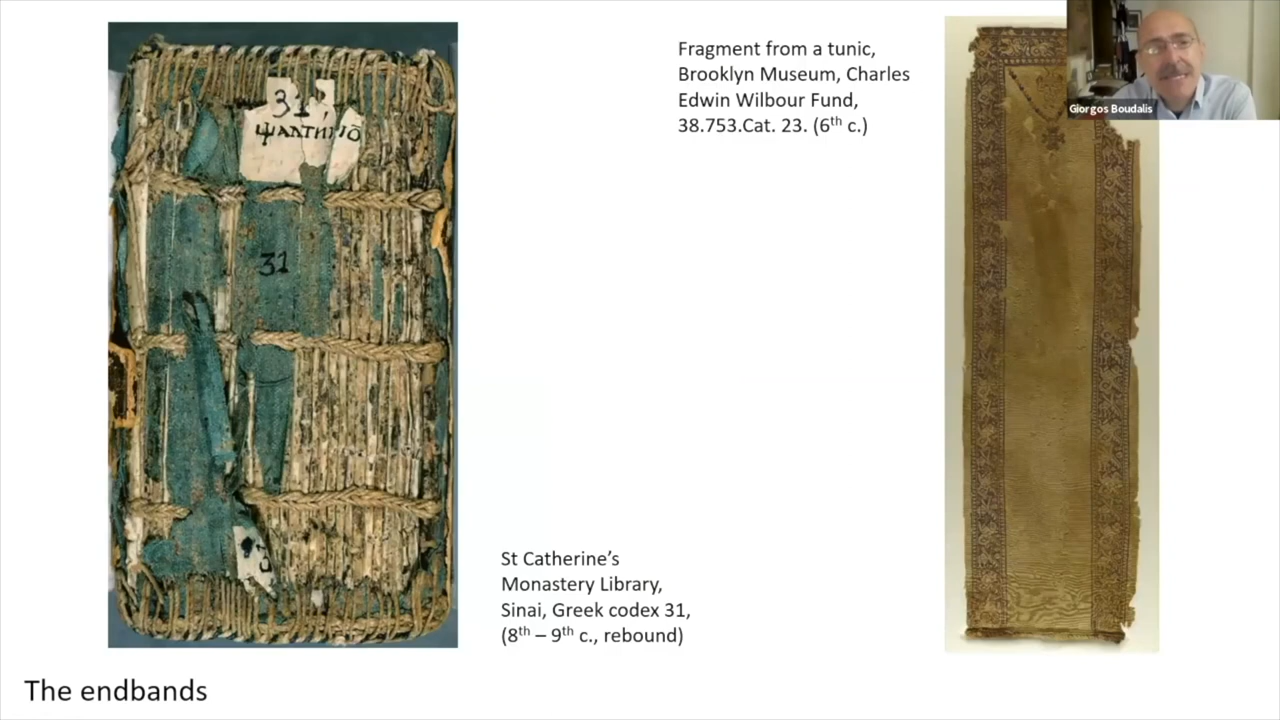 31
ΨΑΛΤΗΡΙΟ
31
Fragment from a tunic,
Brooklyn Museum, Charles
Edwin Wilbour Fund,
38.753.Cat. 23. (6th c.)
Giorgos Boudalis
St Catherine’s
Monastery Library,
Sinai, Greek codex 31,
(8th – 9th c., rebound)
The endbands